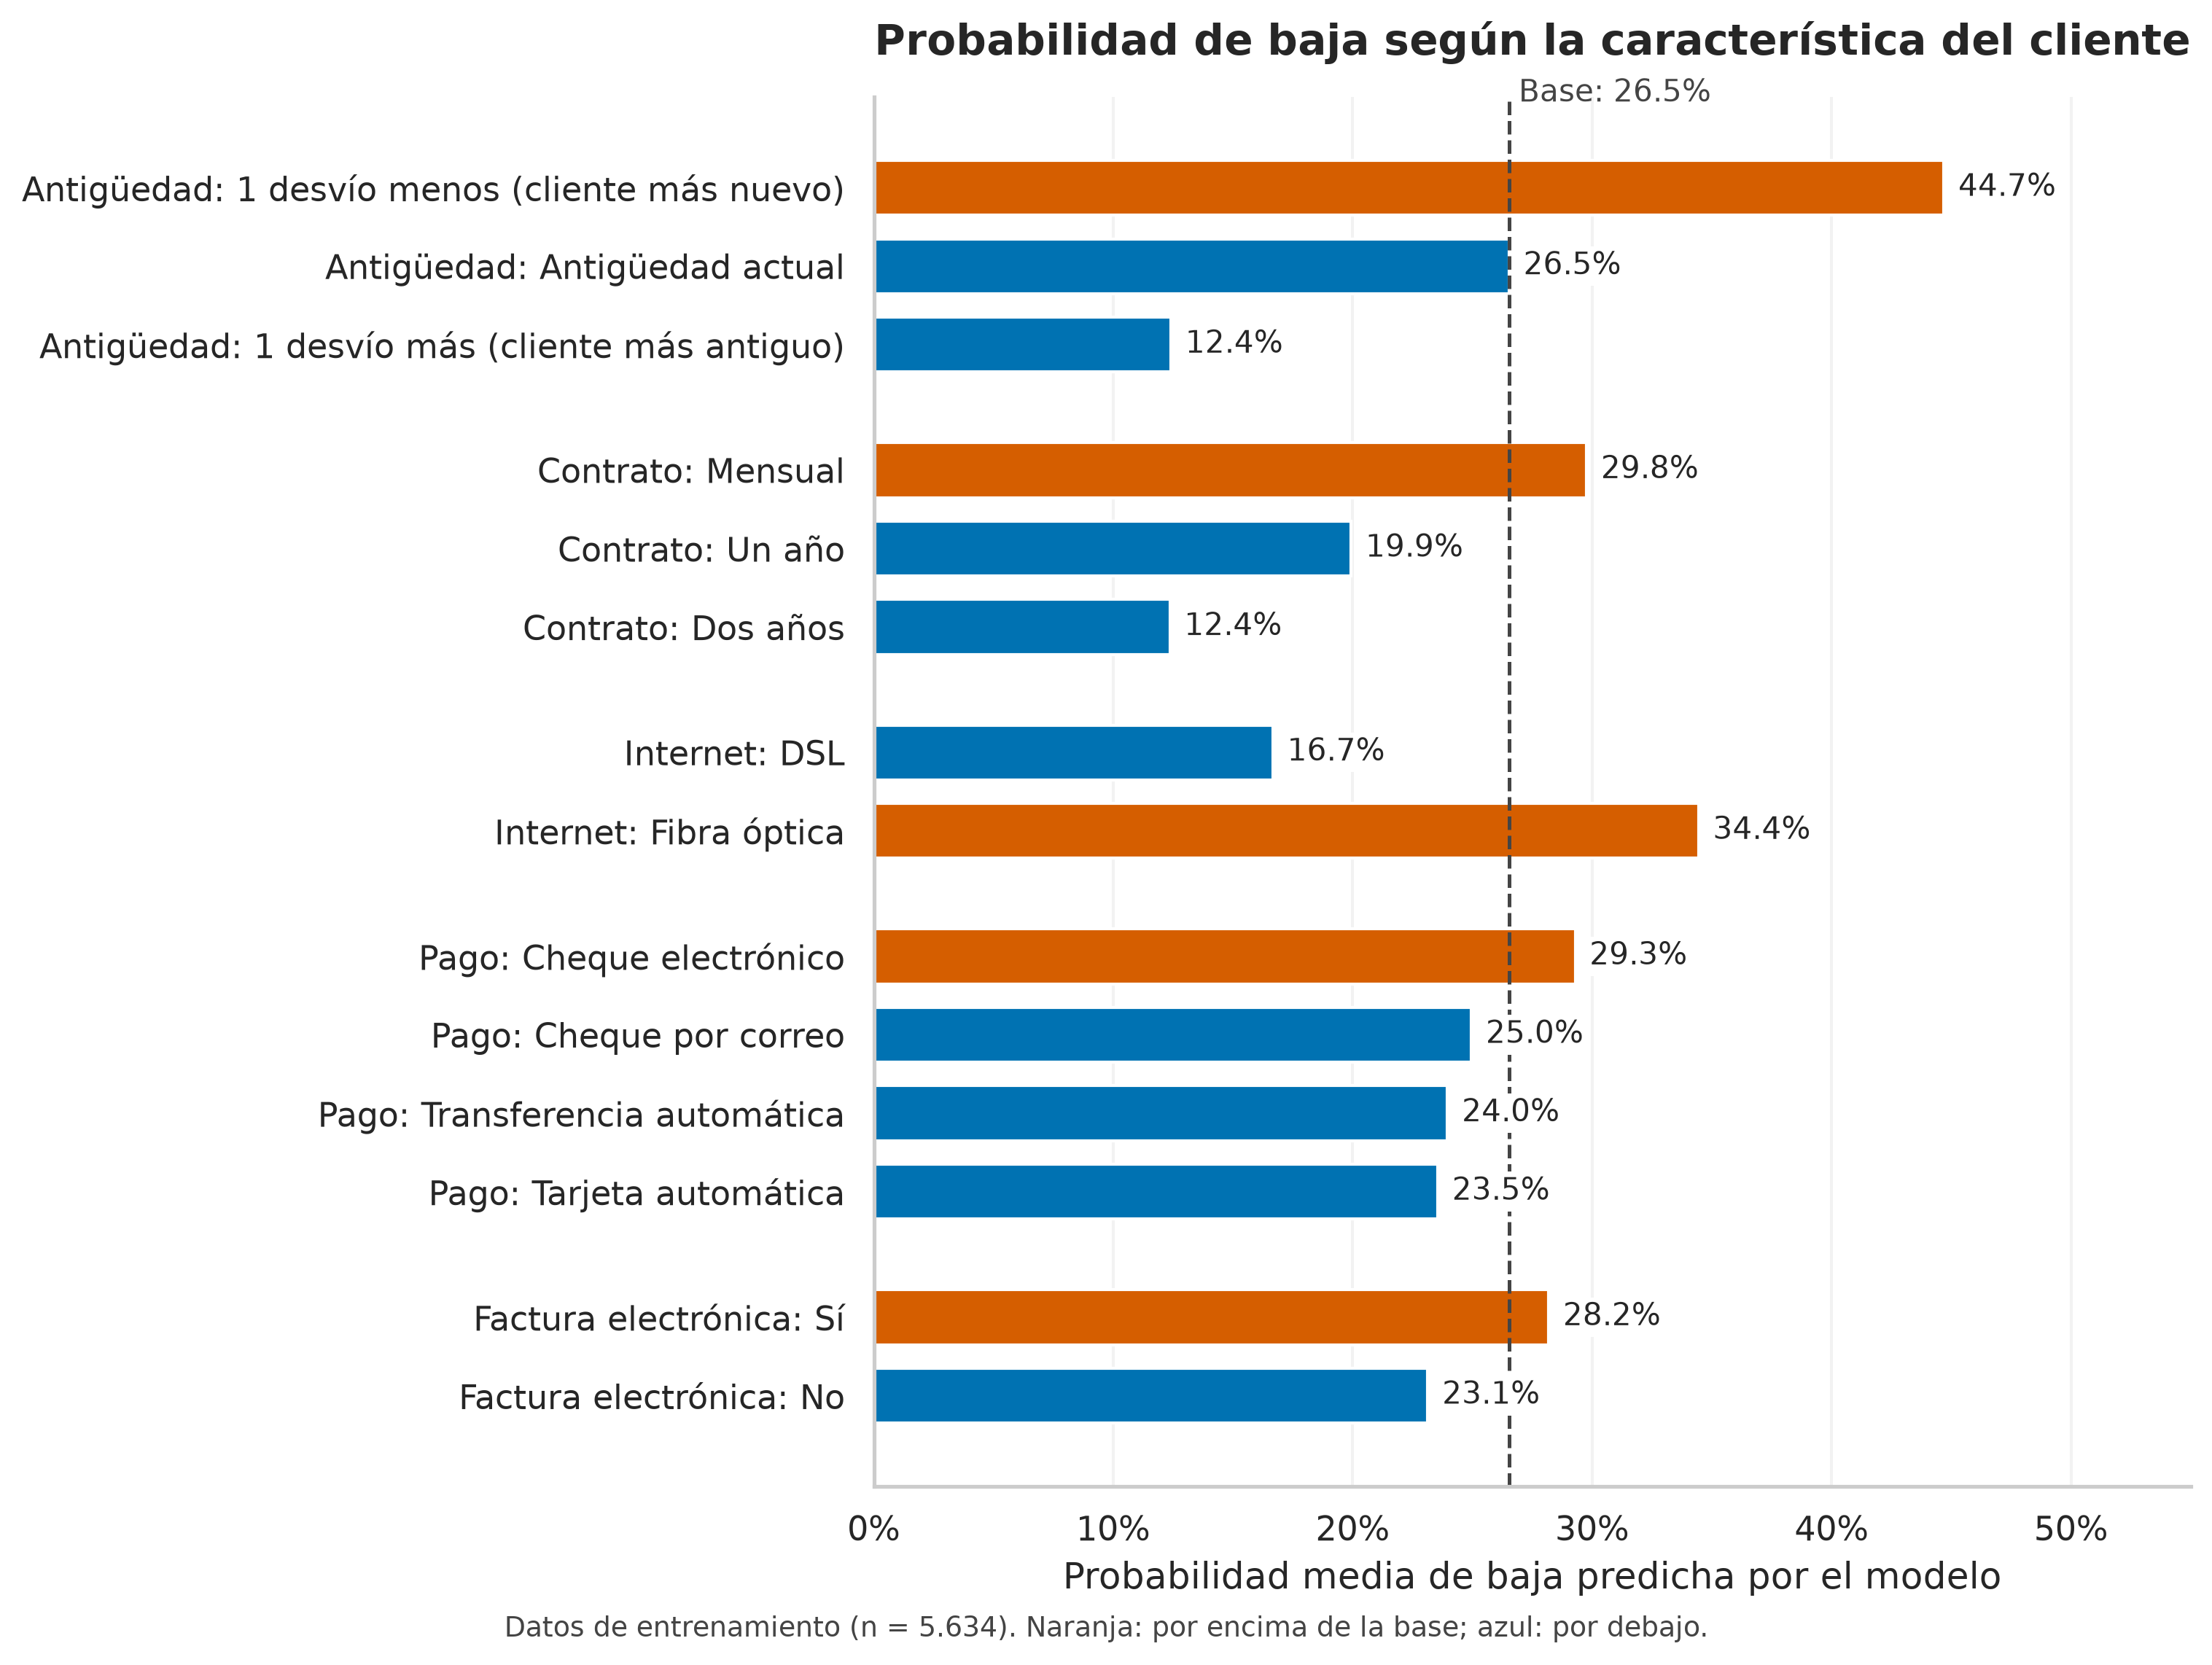 Probabilidad de baja según la característica del cliente
Base: 26.5%
Antigüedad: 1 desvío menos (cliente más nuevo)
44.7%
Antigüedad: Antigüedad actual
26.5%
Antigüedad: 1 desvío más (cliente más antiguo)
12.4%
Contrato: Mensual
29.8%
Contrato: Un año
19.9%
Contrato: Dos años
12.4%
Internet: DSL
16.7%
Internet: Fibra óptica
34.4%
Pago: Cheque electrónico
29.3%
Pago: Cheque por correo
25.0%
Pago: Transferencia automática
24.0%
Pago: Tarjeta automática
23.5%
Factura electrónica: Sí
28.2%
Factura electrónica: No
23.1%
0% 10% 20% 30% 40% 50%
Probabilidad media de baja predicha por el modelo
Datos de entrenamiento (n = 5.634). Naranja: por encima de la base; azul: por debajo.